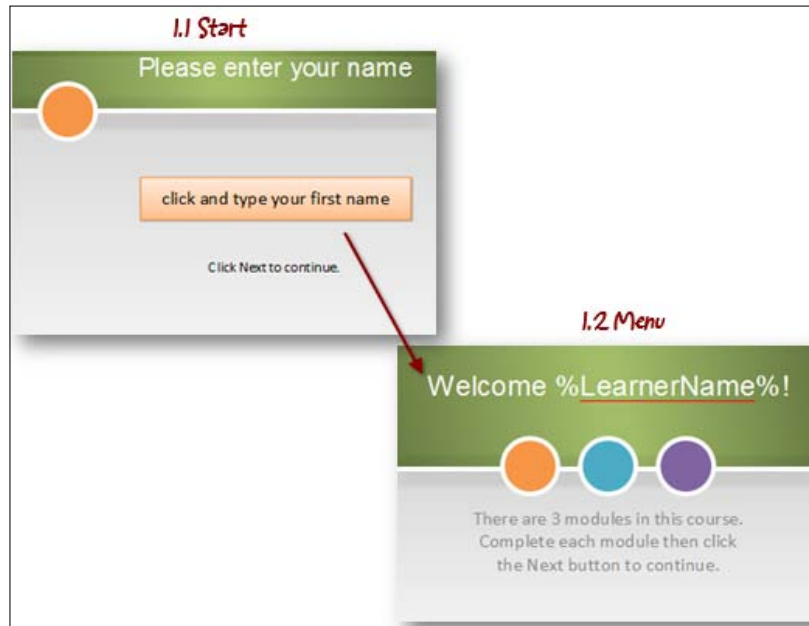 1.1 Start
Please enter your name
click and type your first name
Click Next to continue.
1.2 Menu
Welcome %LearnerName%!
There are 3 modules in this course.
Complete each module then click
the Next button to continue.